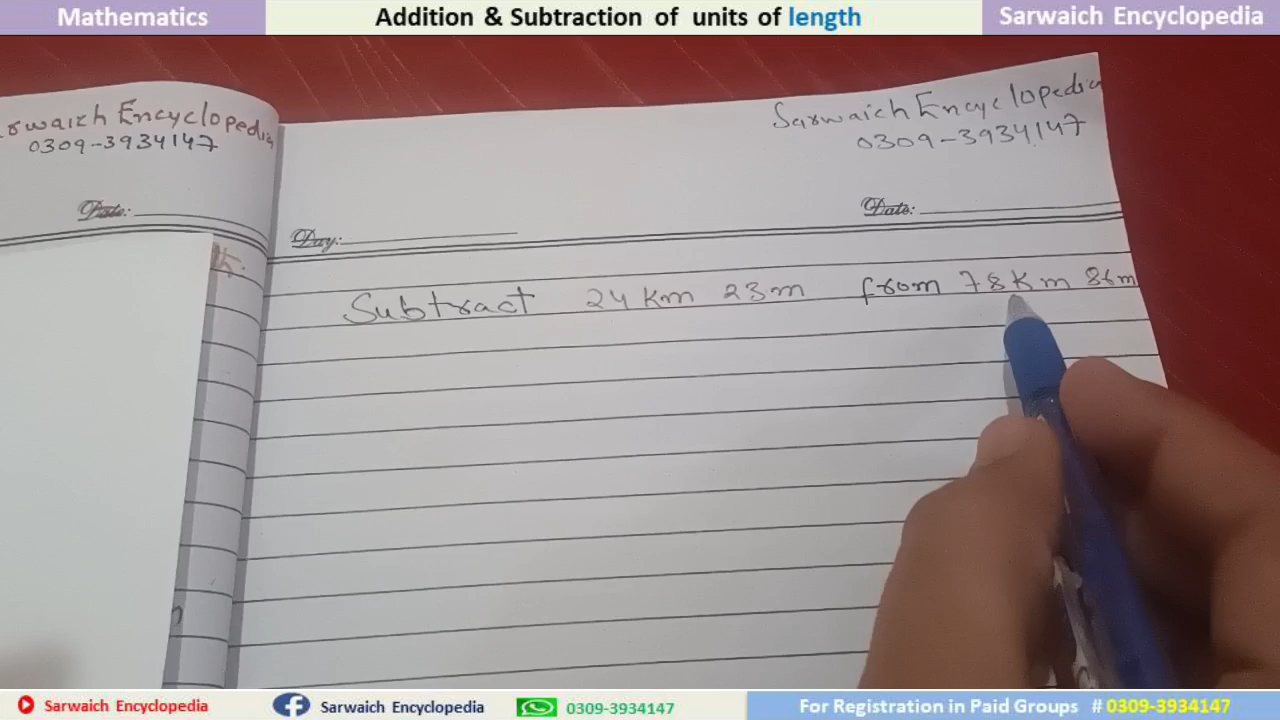 Mathematics
Addition & Subtraction of units of length
Sarwaich Encyclopedia
arwaich Encyclopedia
0309-3934147
Date:
Sarwaich Encyclopedia
0309-3934147
Day:
Date:
Subtract 24 Km 23 m from 78 Km 86 m
Sarwaich Encyclopedia
Sarwaich Encyclopedia
0309-3934147
For Registration in Paid Groups # 0309-3934147